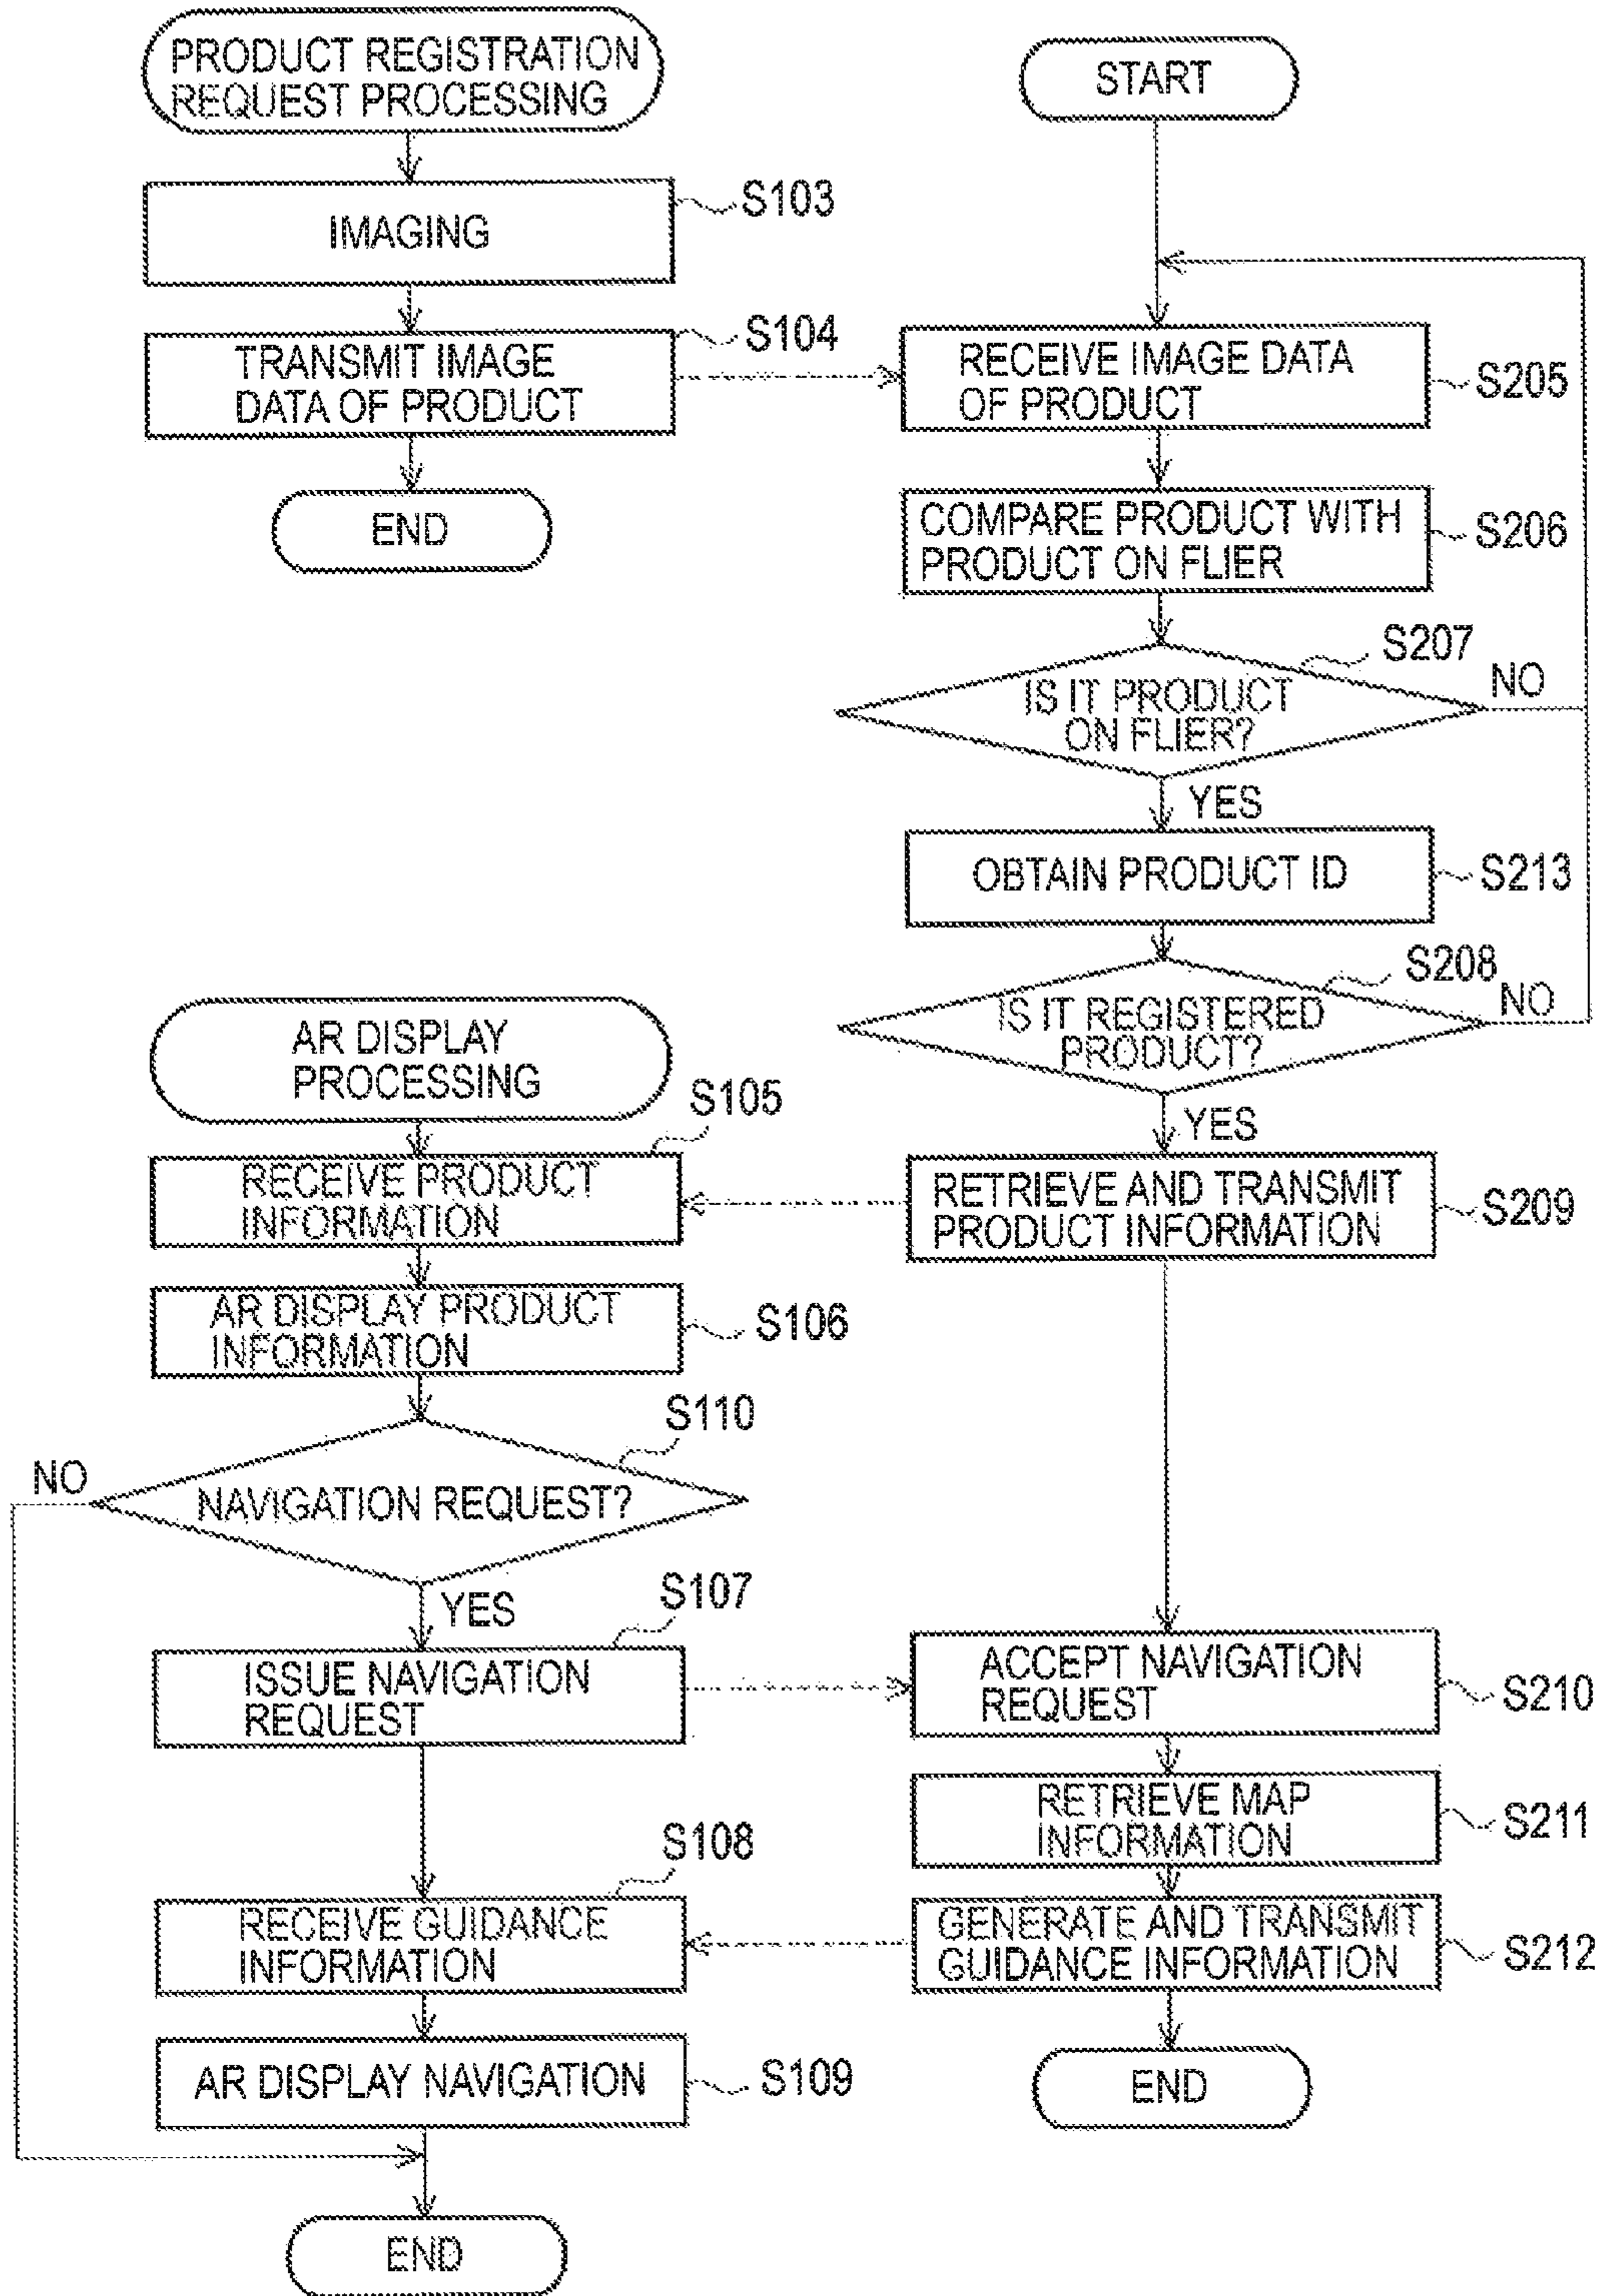 PRODUCT REGISTRATION
REQUEST PROCESSING
IMAGING
S103
TRANSMIT IMAGE
DATA OF PRODUCT
S104
END
START
RECEIVE IMAGE DATA
OF PRODUCT
S205
COMPARE PRODUCT WITH
PRODUCT ON FLIER
S206
IS IT PRODUCT
ON FLIER?
S207
NO
YES
OBTAIN PRODUCT ID
S213
IS IT REGISTERED
PRODUCT?
S208
NO
YES
RETRIEVE AND TRANSMIT
PRODUCT INFORMATION
S209
AR DISPLAY
PROCESSING
RECEIVE PRODUCT
INFORMATION
S105
AR DISPLAY PRODUCT
INFORMATION
S106
NAVIGATION REQUEST?
S110
NO
YES
ISSUE NAVIGATION
REQUEST
S107
ACCEPT NAVIGATION
REQUEST
S210
RETRIEVE MAP
INFORMATION
S211
GENERATE AND TRANSMIT
GUIDANCE INFORMATION
S212
END
RECEIVE GUIDANCE
INFORMATION
S108
AR DISPLAY NAVIGATION
S109
END